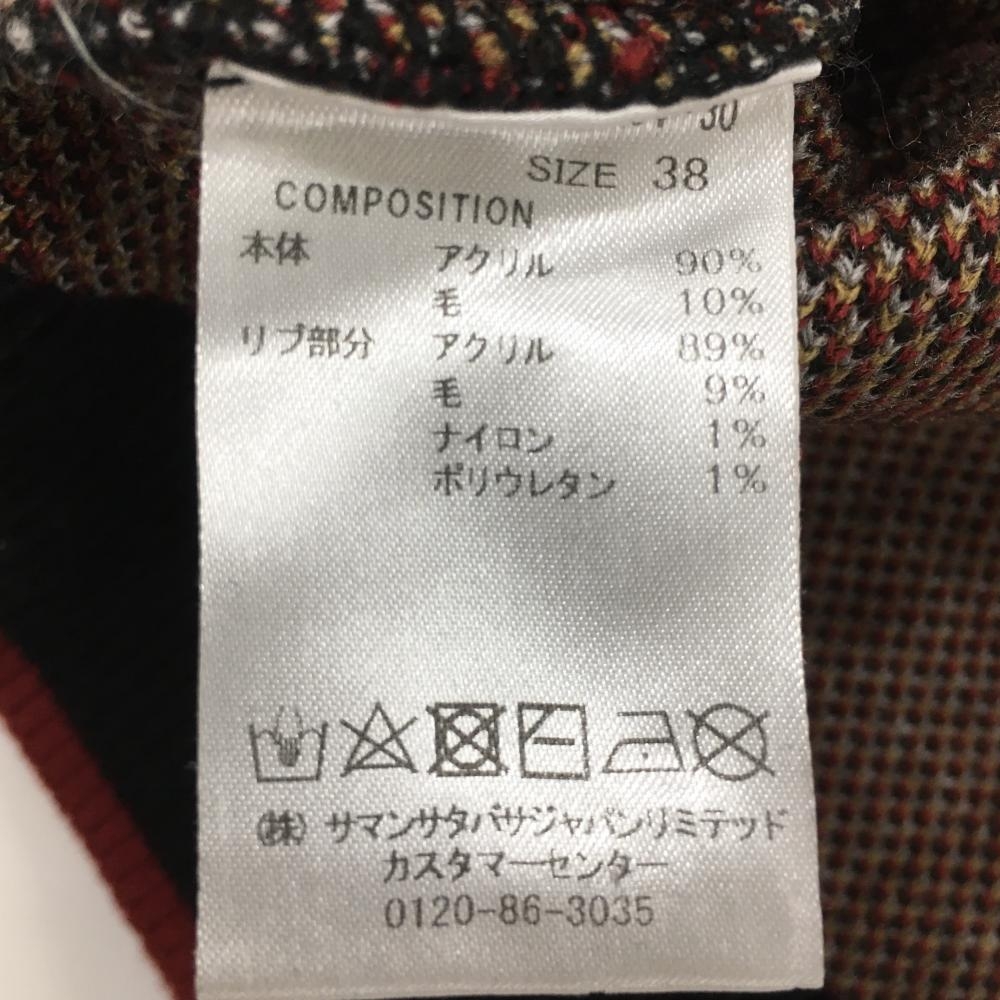 30
SIZE 38
COMPOSITION
本体 アクリル 90%
毛 10%
リブ部分 アクリル 89%
毛 9%
ナイロン 1%
ポリウレタン 1%
㈱ サマンサタバサジャパンリミテッド
カスタマーセンター
0120-86-3035